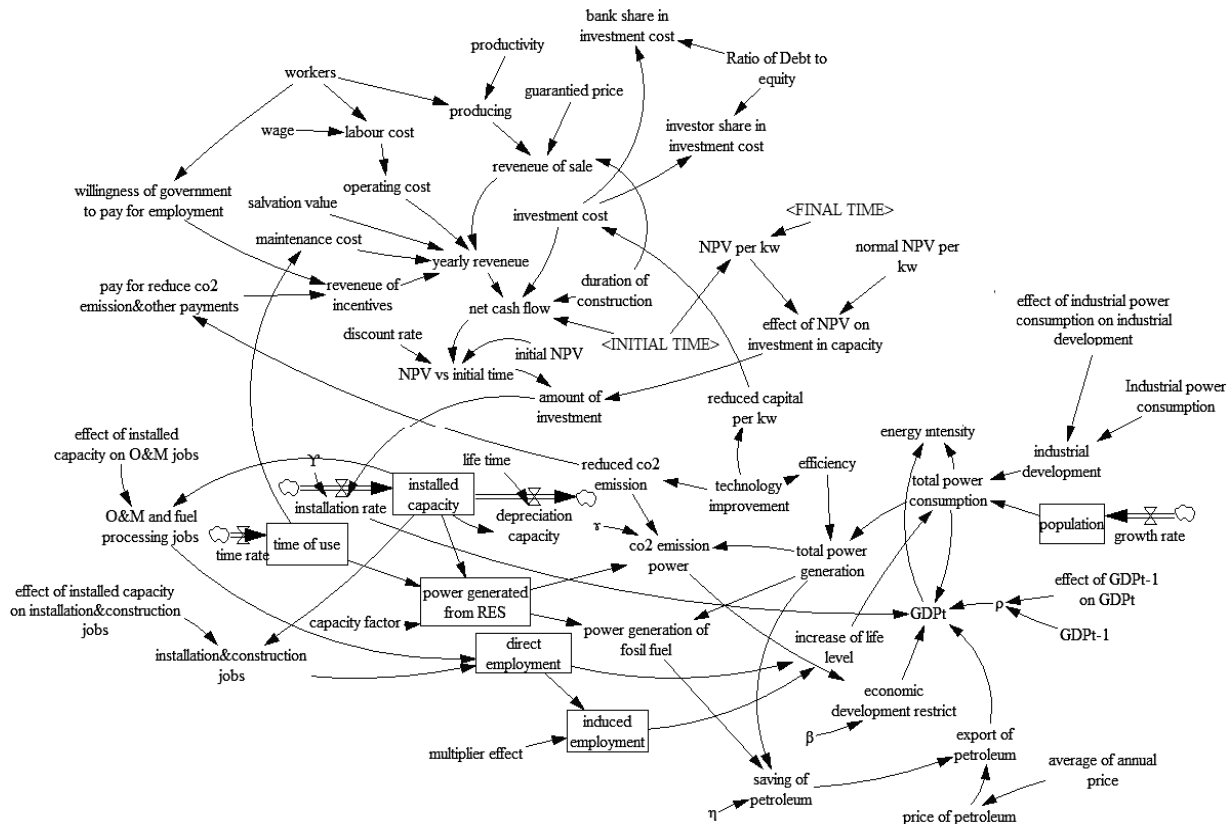 bank share in
investment cost
productivity
Ratio of Debt to
equity
workers
guarantied price
producing
investor share in
investment cost
wage
labour cost
reveneue of sale
willingness of government
to pay for employment
operating cost
salvation value
investment cost
<FINAL TIME>
maintenance cost
NPV per kw
normal NPV per
kw
yearly reveneue
pay for reduce co2
emission&other payments
reveneue of
incentives
duration of
construction
net cash flow
effect of industrial power
consumption on industrial
development
effect of NPV on
investment in capacity
discount rate
initial NPV
<INITIAL TIME>
NPV vs initial time
amount of
investment
reduced capital
per kw
Industrial power
consumption
effect of installed
capacity on O&M jobs
energy intensity
industrial
development
ϒ
life time
reduced co2
emission
efficiency
installed
capacity
technology
improvement
total power
consumption
installation rate
depreciation
capacity
O&M and fuel
processing jobs
population
growth rate
time rate
time of use
ɤ
co2 emission
power
total power
generation
effect of installed capacity
on installation&construction
jobs
power generated
from RES
effect of GDPt-1
on GDPt
ρ
GDPt
capacity factor
power generation of
fosil fuel
increase of life
level
GDPt-1
installation&construction
jobs
direct
employment
economic
development restrict
induced
employment
β
export of
petroleum
multiplier effect
average of annual
price
saving of
petroleum
η
price of petroleum